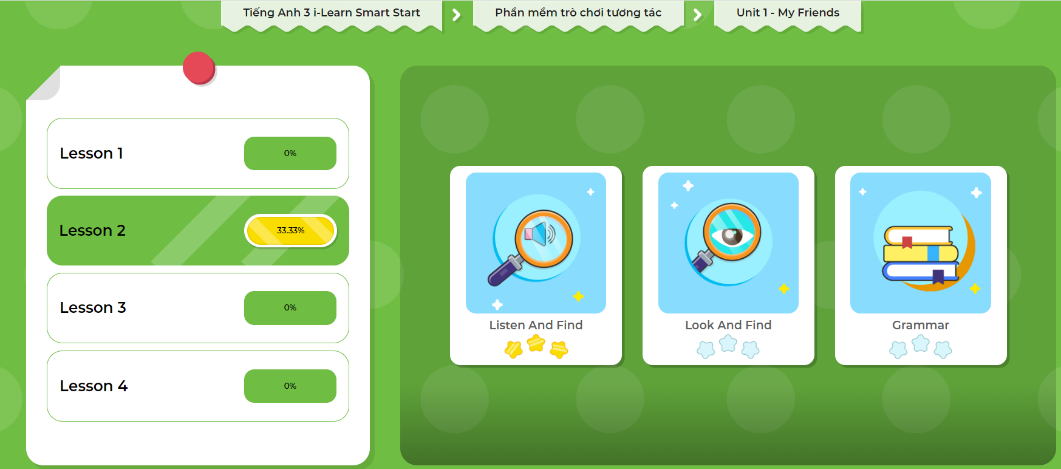 Tiếng Anh 3 i-Learn Smart Start
Phần mềm trò chơi tương tác
Unit 1 - My Friends
Lesson 1
0%
Lesson 2
33.33%
Lesson 3
0%
Lesson 4
0%
Listen And Find
Look And Find
Grammar